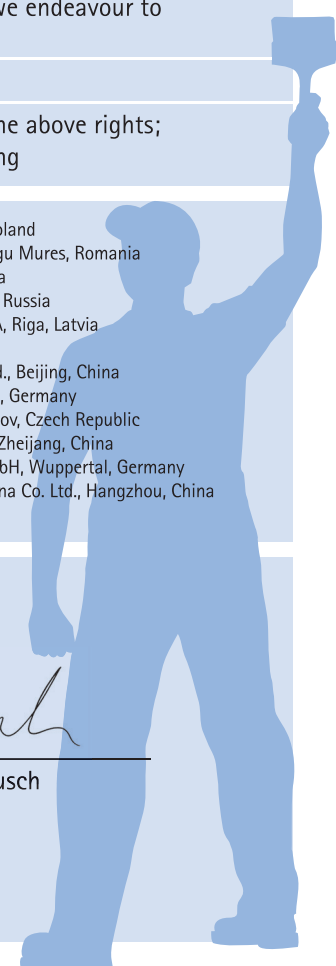 we endeavour to
he above rights;
ng
oland
gu Mures, Romania
a
Russia
A, Riga, Latvia
d., Beijing, China
, Germany
ov, Czech Republic
Zheijang, China
bH, Wuppertal, Germany
na Co. Ltd., Hangzhou, China
usch